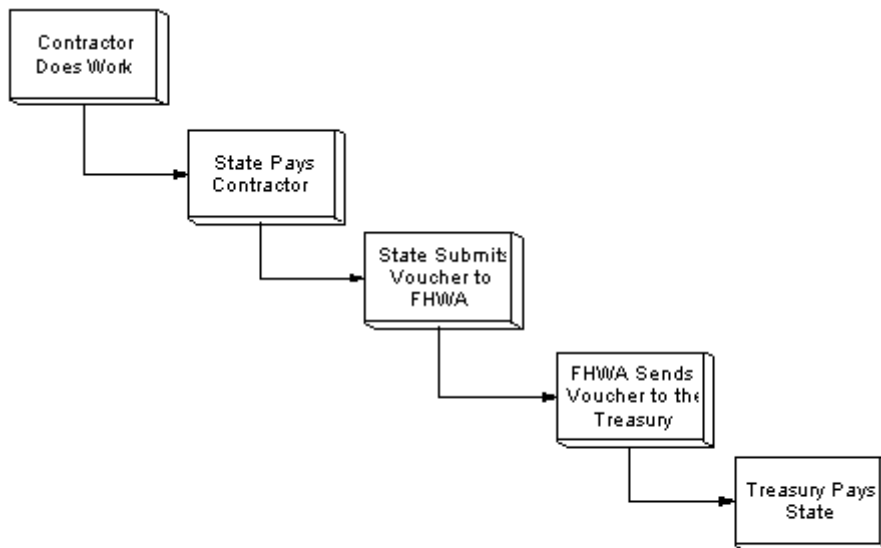 Contractor
Does Work
State Pays
Contractor
State Submits
Voucher to
FHWA
FHWA Sends
Voucher to the
Treasury
Treasury Pays
State